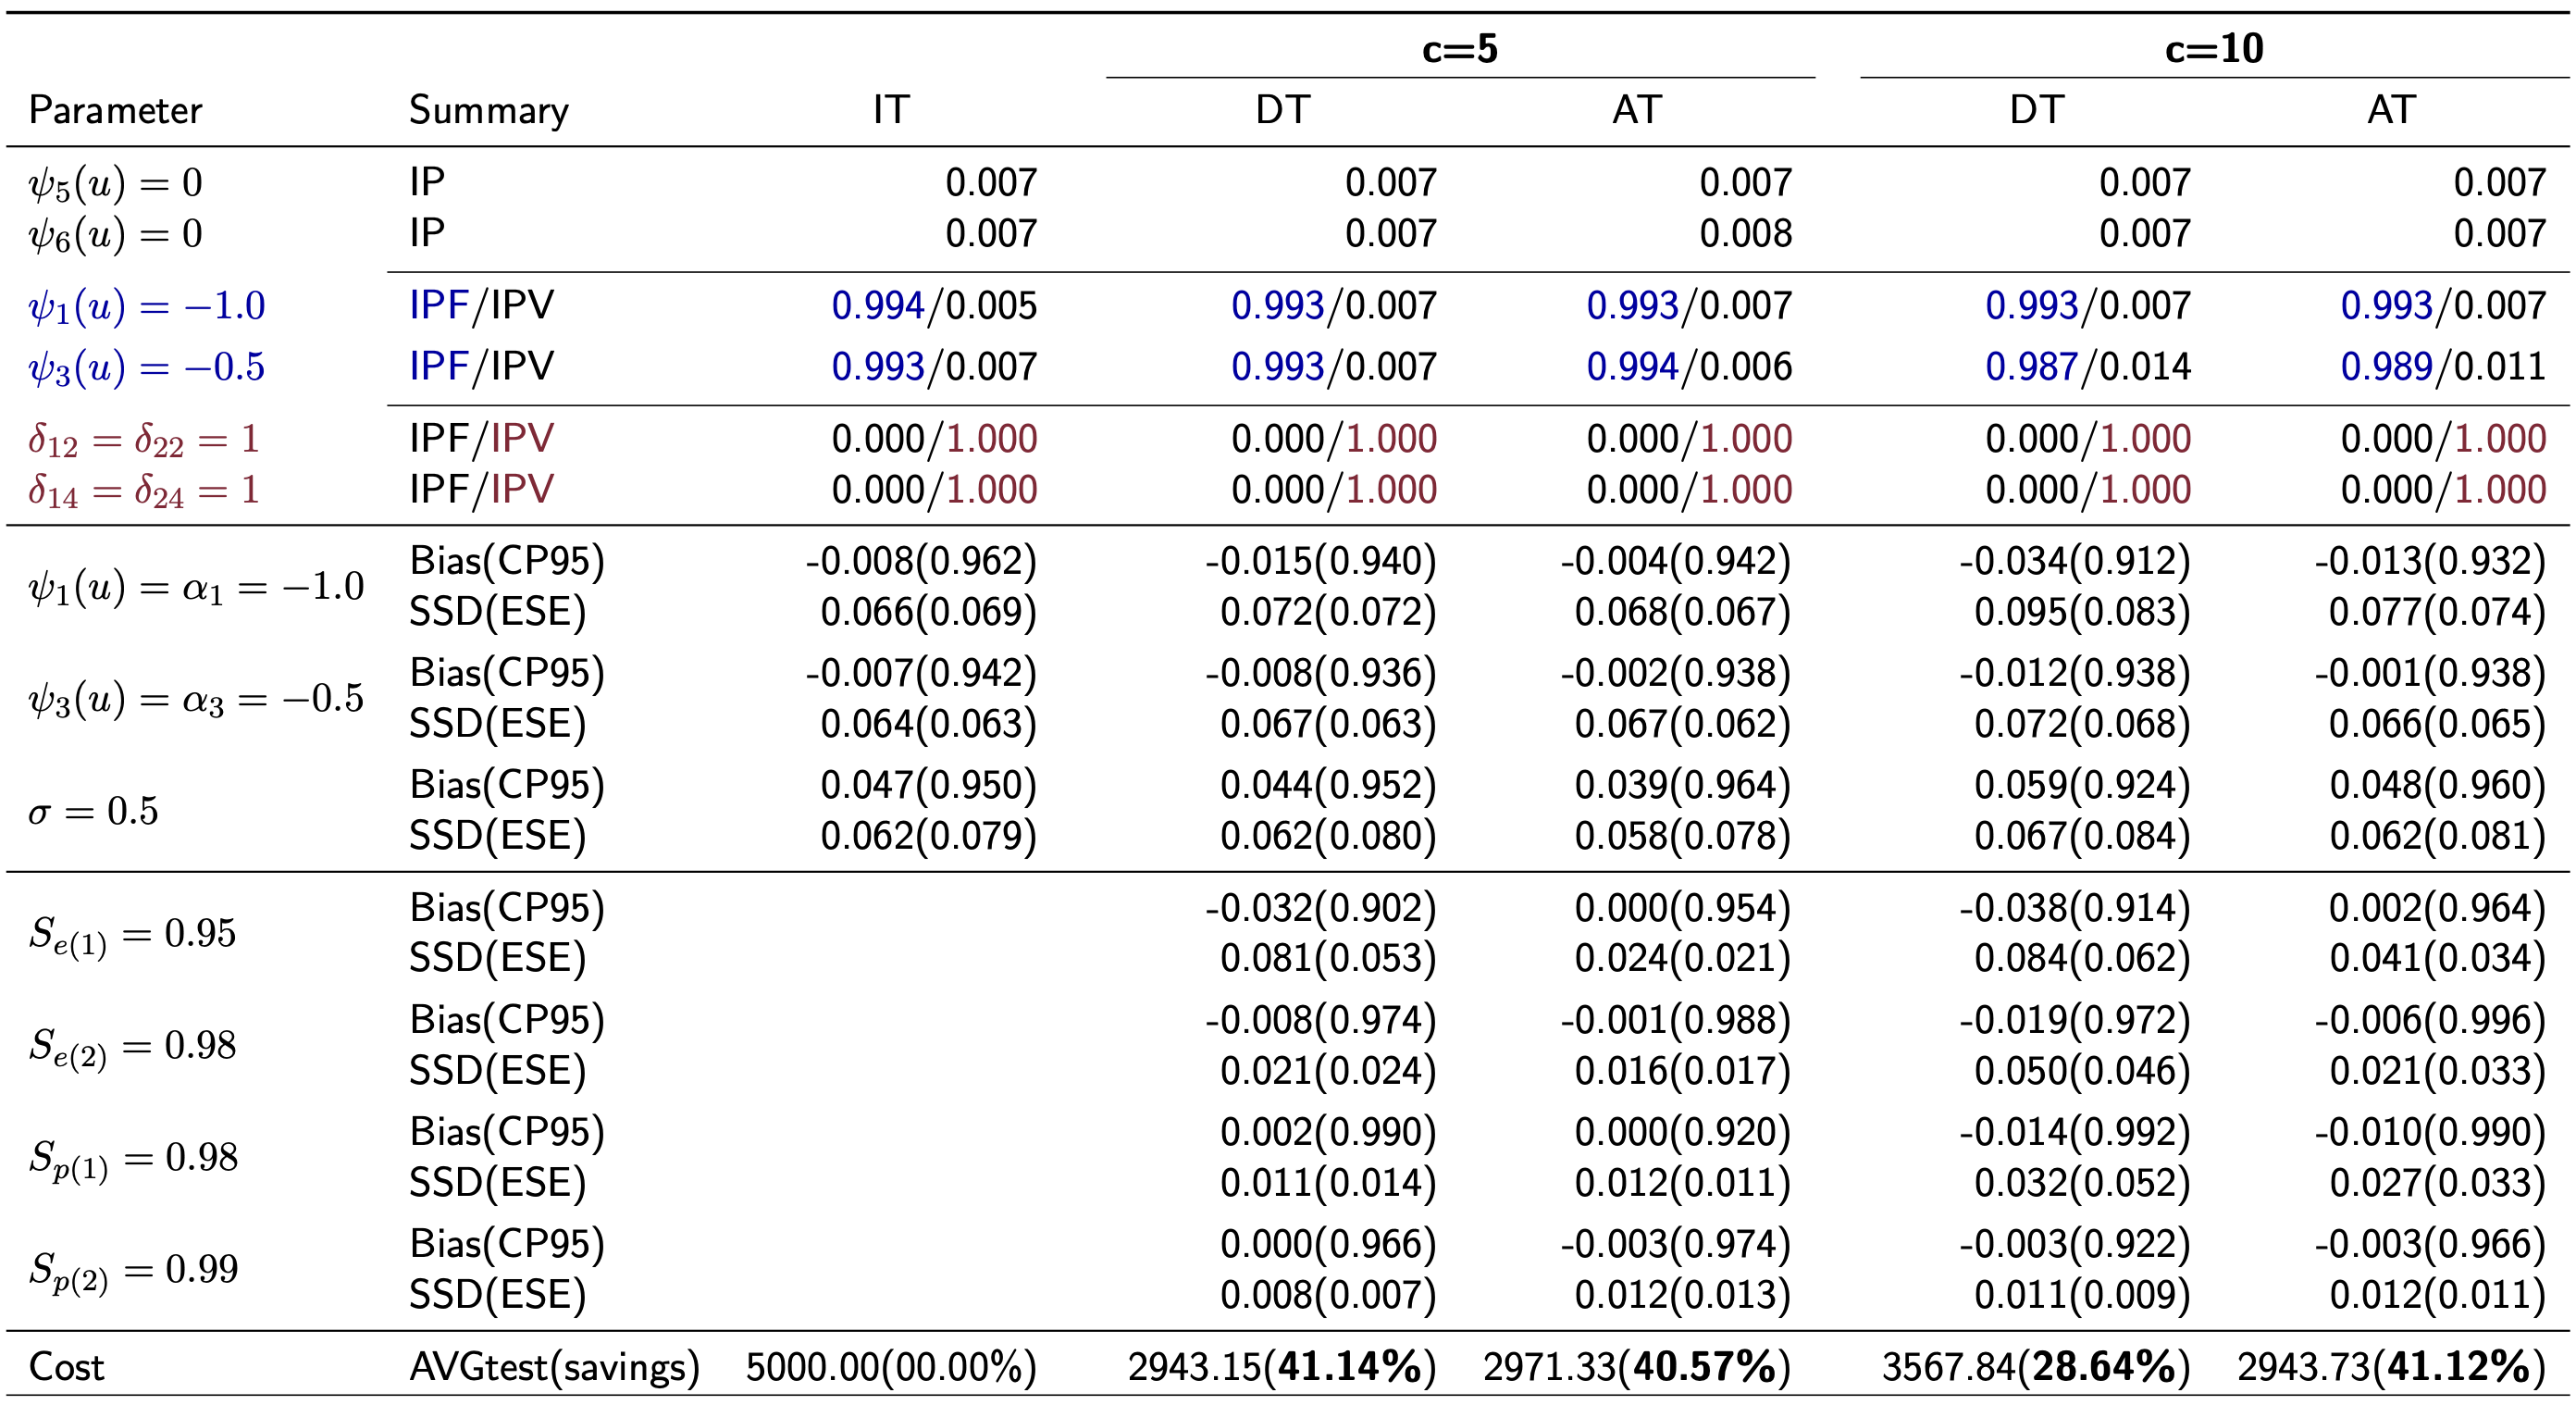 c=5 c=10
Parameter Summary IT DT AT DT AT
ψ₅(u) = 0 IP 0.007 0.007 0.007 0.007 0.007
ψ₆(u) = 0 IP 0.007 0.007 0.008 0.007 0.007
ψ₁(u) = −1.0 IPF/IPV 0.994/0.005 0.993/0.007 0.993/0.007 0.993/0.007 0.993/0.007
ψ₃(u) = −0.5 IPF/IPV 0.993/0.007 0.993/0.007 0.994/0.006 0.987/0.014 0.989/0.011
δ₁₂ = δ₂₂ = 1 IPF/IPV 0.000/1.000 0.000/1.000 0.000/1.000 0.000/1.000 0.000/1.000
δ₁₄ = δ₂₄ = 1 IPF/IPV 0.000/1.000 0.000/1.000 0.000/1.000 0.000/1.000 0.000/1.000
ψ₁(u) = α₁ = −1.0
Bias(CP95) -0.008(0.962) -0.015(0.940) -0.004(0.942) -0.034(0.912) -0.013(0.932)
SSD(ESE) 0.066(0.069) 0.072(0.072) 0.068(0.067) 0.095(0.083) 0.077(0.074)
ψ₃(u) = α₃ = −0.5
Bias(CP95) -0.007(0.942) -0.008(0.936) -0.002(0.938) -0.012(0.938) -0.001(0.938)
SSD(ESE) 0.064(0.063) 0.067(0.063) 0.067(0.062) 0.072(0.068) 0.066(0.065)
σ = 0.5
Bias(CP95) 0.047(0.950) 0.044(0.952) 0.039(0.964) 0.059(0.924) 0.048(0.960)
SSD(ESE) 0.062(0.079) 0.062(0.080) 0.058(0.078) 0.067(0.084) 0.062(0.081)
Sₑ₍₁₎ = 0.95
Bias(CP95) -0.032(0.902) 0.000(0.954) -0.038(0.914) 0.002(0.964)
SSD(ESE) 0.081(0.053) 0.024(0.021) 0.084(0.062) 0.041(0.034)
Sₑ₍₂₎ = 0.98
Bias(CP95) -0.008(0.974) -0.001(0.988) -0.019(0.972) -0.006(0.996)
SSD(ESE) 0.021(0.024) 0.016(0.017) 0.050(0.046) 0.021(0.033)
Sₚ₍₁₎ = 0.98
Bias(CP95) 0.002(0.990) 0.000(0.920) -0.014(0.992) -0.010(0.990)
SSD(ESE) 0.011(0.014) 0.012(0.011) 0.032(0.052) 0.027(0.033)
Sₚ₍₂₎ = 0.99
Bias(CP95) 0.000(0.966) -0.003(0.974) -0.003(0.922) -0.003(0.966)
SSD(ESE) 0.008(0.007) 0.012(0.013) 0.011(0.009) 0.012(0.011)
Cost AVGtest(savings) 5000.00(00.00%) 2943.15(41.14%) 2971.33(40.57%) 3567.84(28.64%) 2943.73(41.12%)